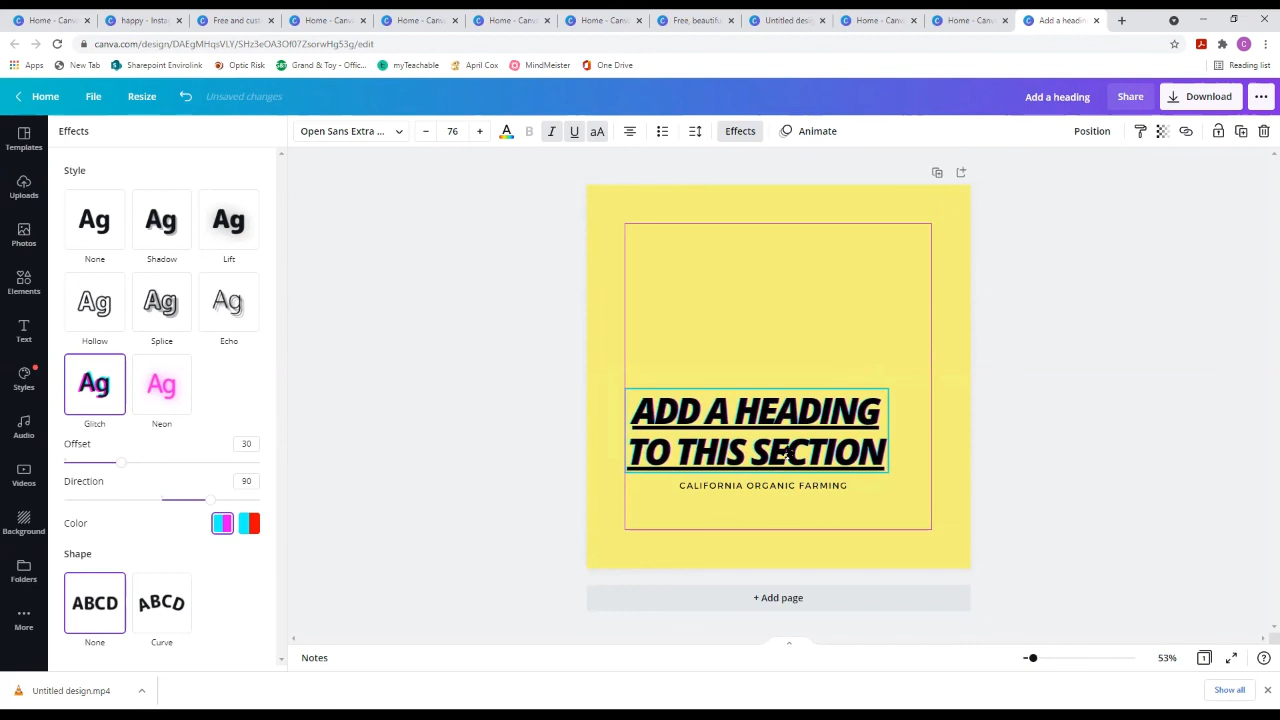 Home - Canv
happy - Insta
Free and cust
Home - Canva
Home - Canva
Home - Canva
Home - Canva
Free, beautifu
Untitled desig
Home - Canva
Home - Canva
Add a heading
canva.com/design/DAEgMHqsVLY/SHz3eOA3Of07ZsorwHg53g/edit
Apps
New Tab
Sharepoint Envirolink
Optic Risk
Grand & Toy - Offic...
myTeachable
April Cox
MindMeister
One Drive
Reading list
Home
File
Resize
Unsaved changes
Add a heading
Share
Download
Effects
Open Sans Extra ...
76
A
B
I
U
aA
Effects
Animate
Position
Templates
Uploads
Photos
Elements
Text
Styles
Audio
Videos
Background
Folders
More
Style
Ag
Ag
Ag
None
Shadow
Lift
Ag
Ag
Ag
Hollow
Splice
Echo
Ag
Ag
Glitch
Neon
Offset
30
Direction
90
Color
Shape
ABCD
ABCD
None
Curve
ADD A HEADING
TO THIS SECTION
CALIFORNIA ORGANIC FARMING
+ Add page
Notes
53%
1
Untitled design.mp4
Show all